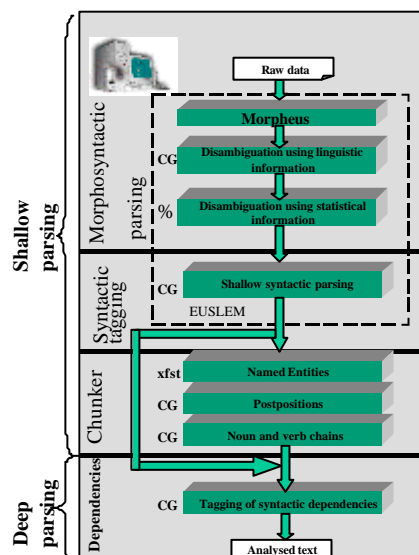 Raw data
Morpheus
CG
Disambiguation using linguistic
information
%
Disambiguation using statistical
information
Morphosyntactic
parsing
Shallow
parsing
CG
Shallow syntactic parsing
EUSLEM
Syntactic
tagging
xfst
Named Entities
CG
Postpositions
CG
Noun and verb chains
Chunker
Deep
parsing
Dependencies
CG
Tagging of syntactic dependencies
Analysed text